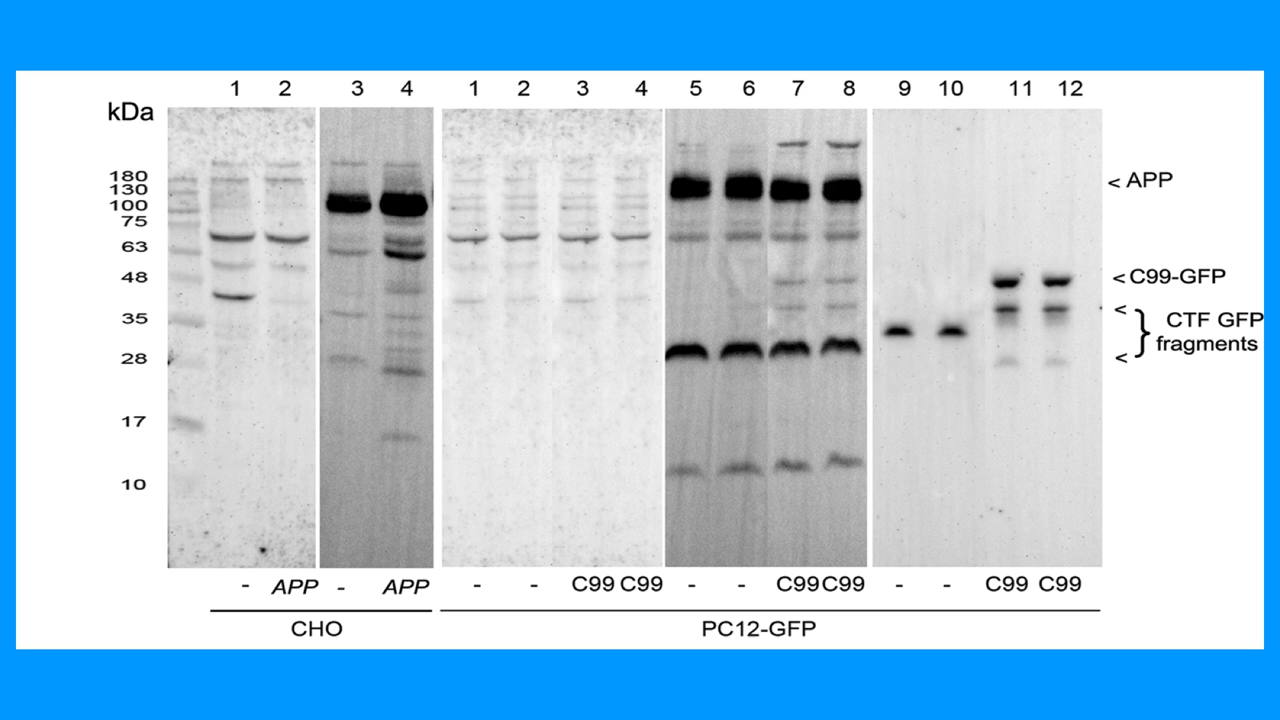 1 2 3 4 1 2 3 4 5 6 7 8 9 10 11 12
kDa
180
130
100
75
63
48
35
28
17
10
< APP
< C99-GFP
<
CTF GFP
} fragments
<
- APP - APP - - C99 C99 - - C99 C99 - - C99 C99
CHO PC12-GFP